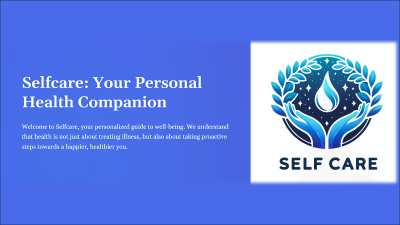 Selfcare: Your Personal
Health Companion
Welcome to Selfcare, your personalized guide to well-being. We understand
that health is not just about treating illness, but also about taking proactive
steps towards a happier, healthier you.
SELF CARE